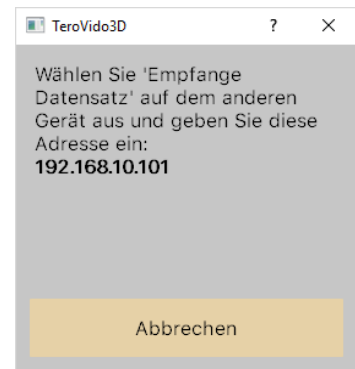 TeroVido3D ?
Wählen Sie 'Empfange
Datensatz' auf dem anderen
Gerät aus und geben Sie diese
Adresse ein:
192.168.10.101
Abbrechen